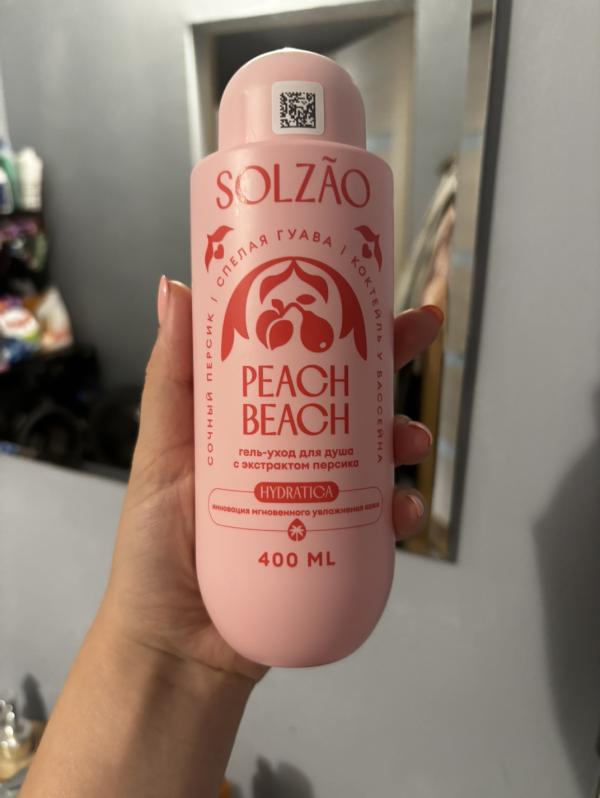 SOLZÃO
СОЧНЫЙ ПЕРСИК | СПЕЛАЯ ГУАВА | КОКТЕЙЛЬ У БАССЕЙНА
PEACH
BEACH
гель-уход для душа
с экстрактом персика
HYDRATICA
инновация мгновенного увлажнения кожи
400 ML